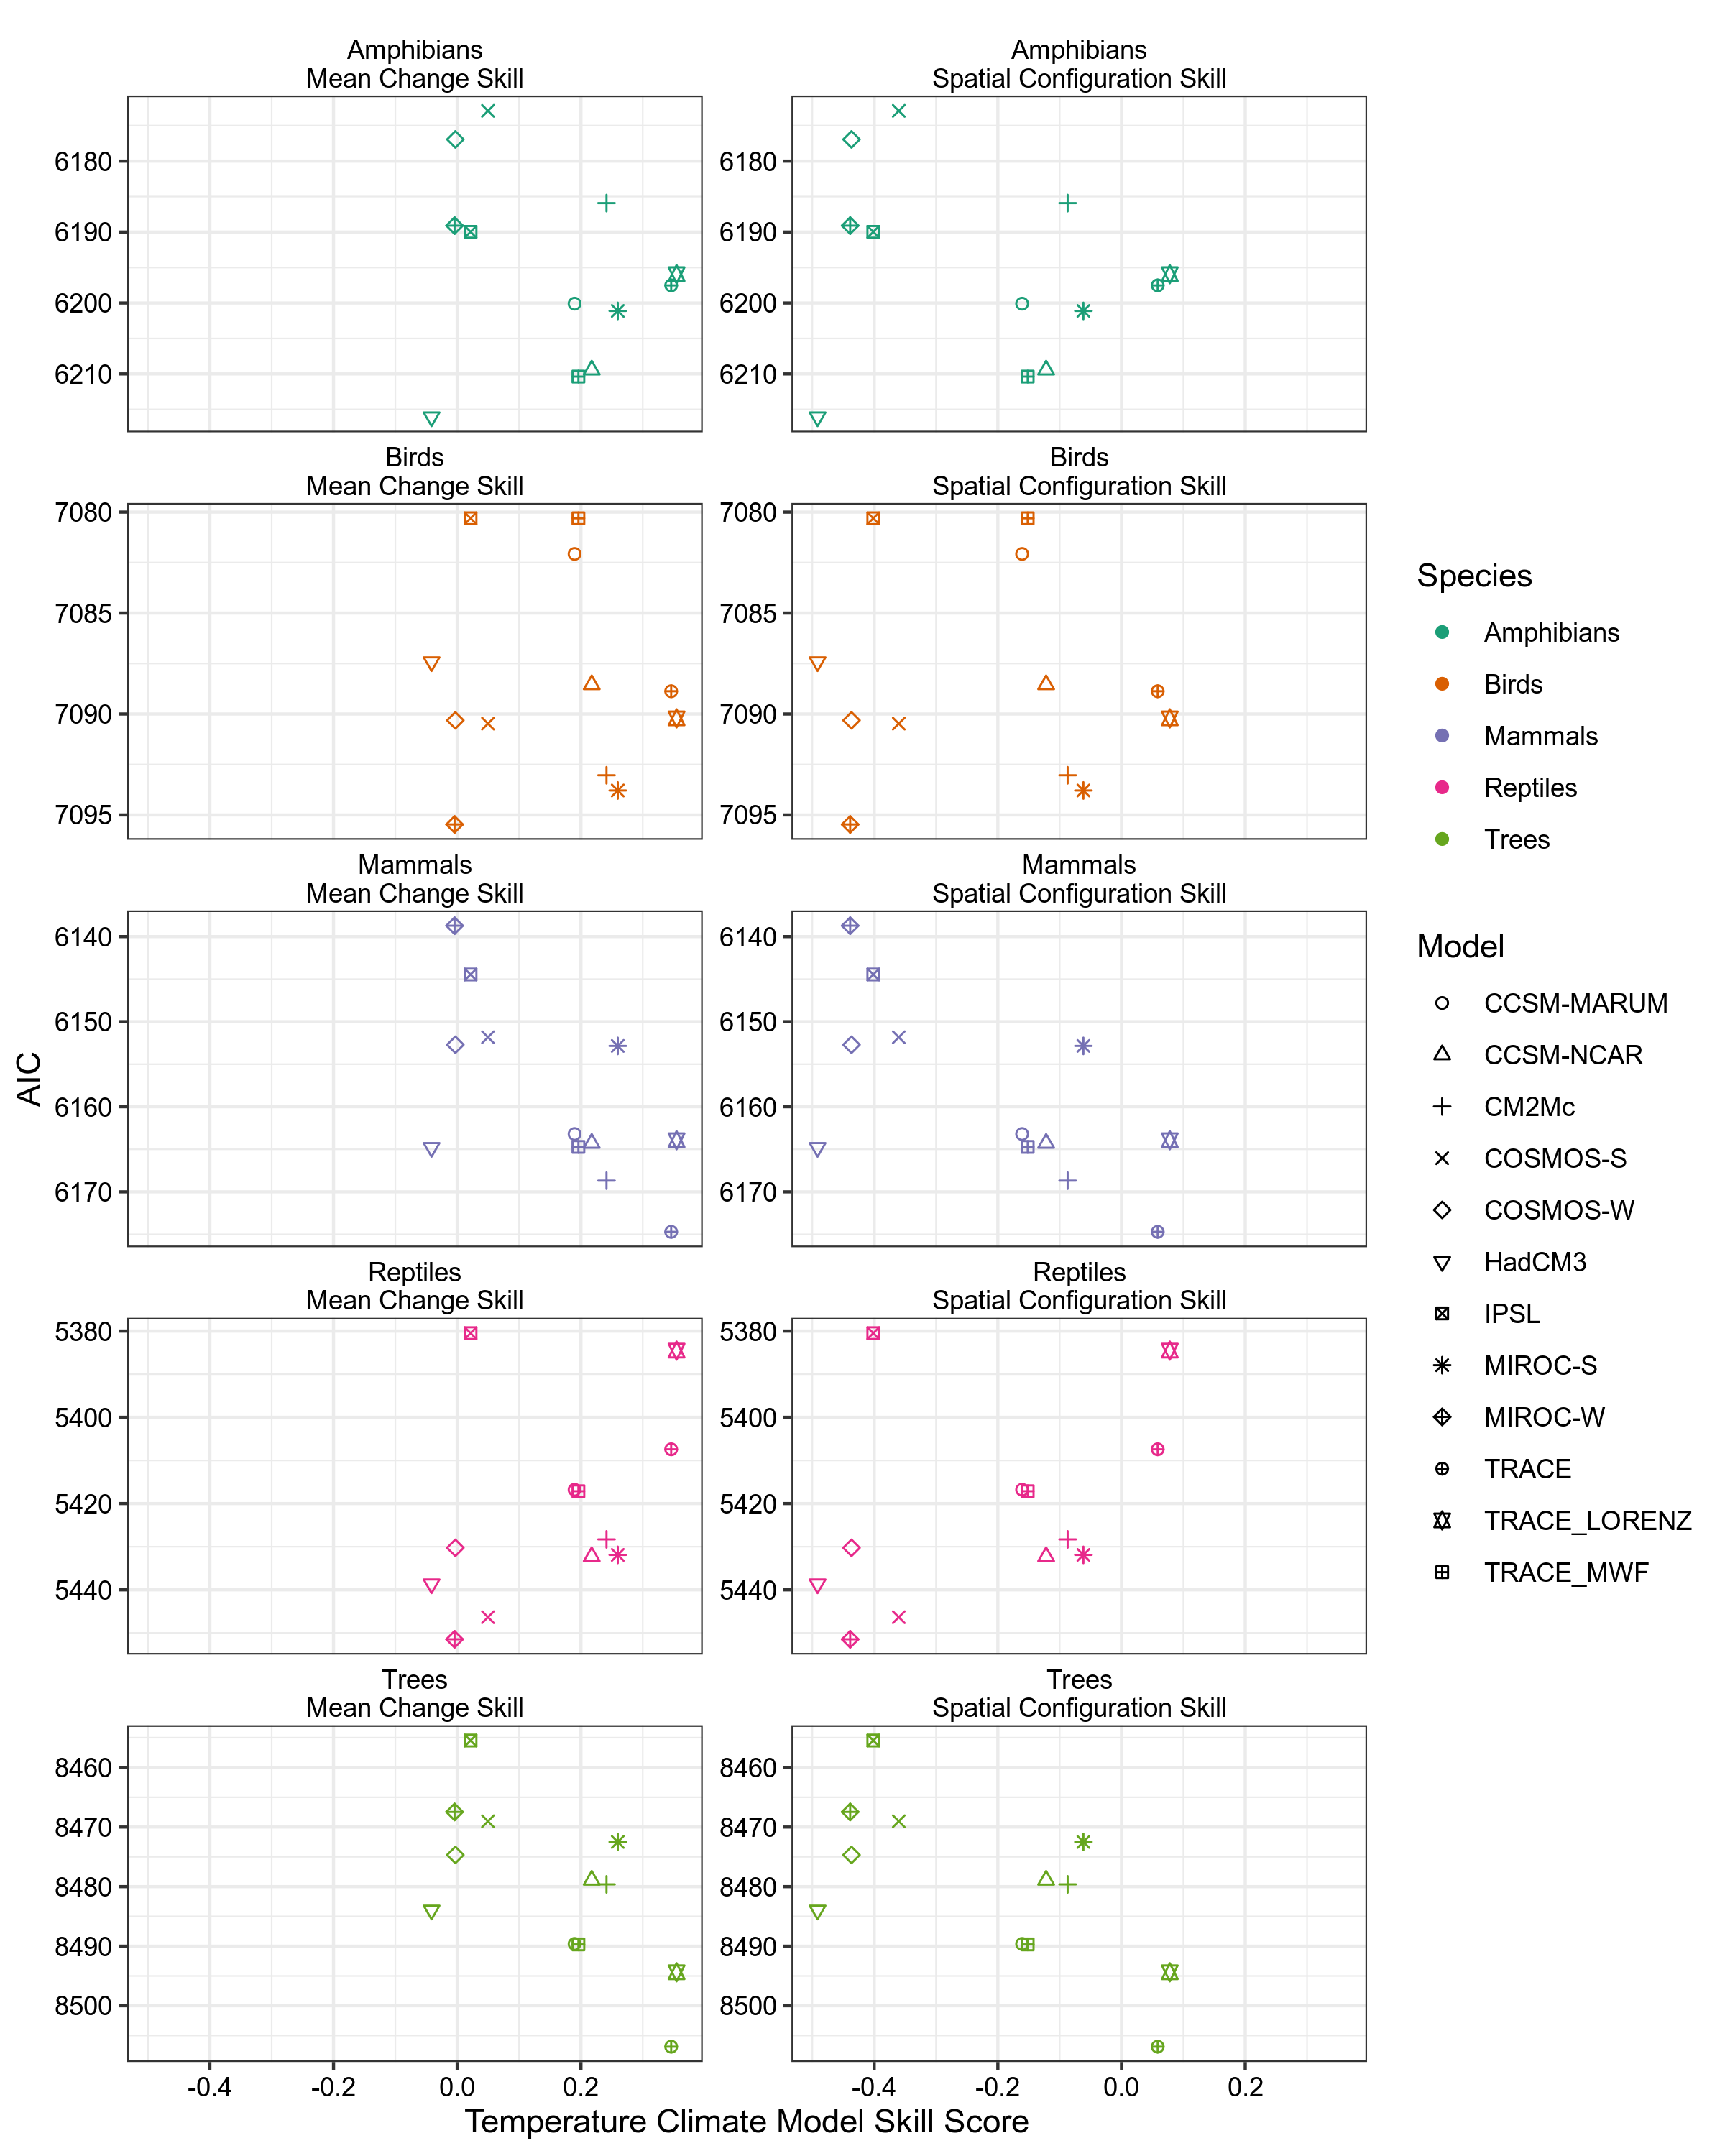 Amphibians
Mean Change Skill
Amphibians
Spatial Configuration Skill
6180
6190
6200
6210
6180
6190
6200
6210
Birds
Mean Change Skill
Birds
Spatial Configuration Skill
7080
7085
7090
7095
7080
7085
7090
7095
Mammals
Mean Change Skill
Mammals
Spatial Configuration Skill
6140
6150
6160
6170
6140
6150
6160
6170
AIC
Reptiles
Mean Change Skill
Reptiles
Spatial Configuration Skill
5380
5400
5420
5440
5380
5400
5420
5440
Trees
Mean Change Skill
Trees
Spatial Configuration Skill
8460
8470
8480
8490
8500
8460
8470
8480
8490
8500
-0.4 -0.2 0.0 0.2
-0.4 -0.2 0.0 0.2
Temperature Climate Model Skill Score
Species
Amphibians
Birds
Mammals
Reptiles
Trees
Model
CCSM-MARUM
CCSM-NCAR
CM2Mc
COSMOS-S
COSMOS-W
HadCM3
IPSL
MIROC-S
MIROC-W
TRACE
TRACE_LORENZ
TRACE_MWF